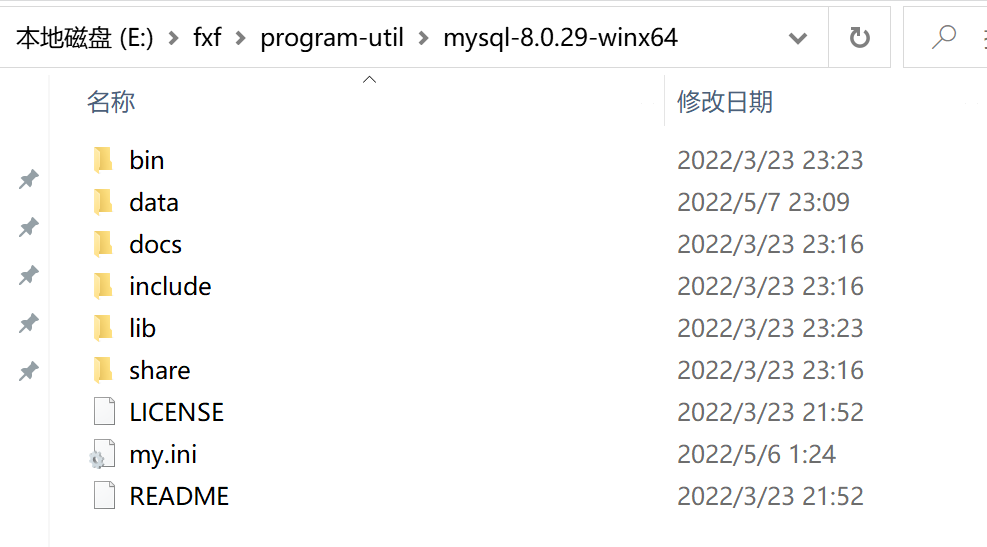 本地磁盘 (E:) fxf program-util mysql-8.0.29-winx64
名称 修改日期
bin 2022/3/23 23:23
data 2022/5/7 23:09
docs 2022/3/23 23:16
include 2022/3/23 23:16
lib 2022/3/23 23:23
share 2022/3/23 23:16
LICENSE 2022/3/23 21:52
my.ini 2022/5/6 1:24
README 2022/3/23 21:52